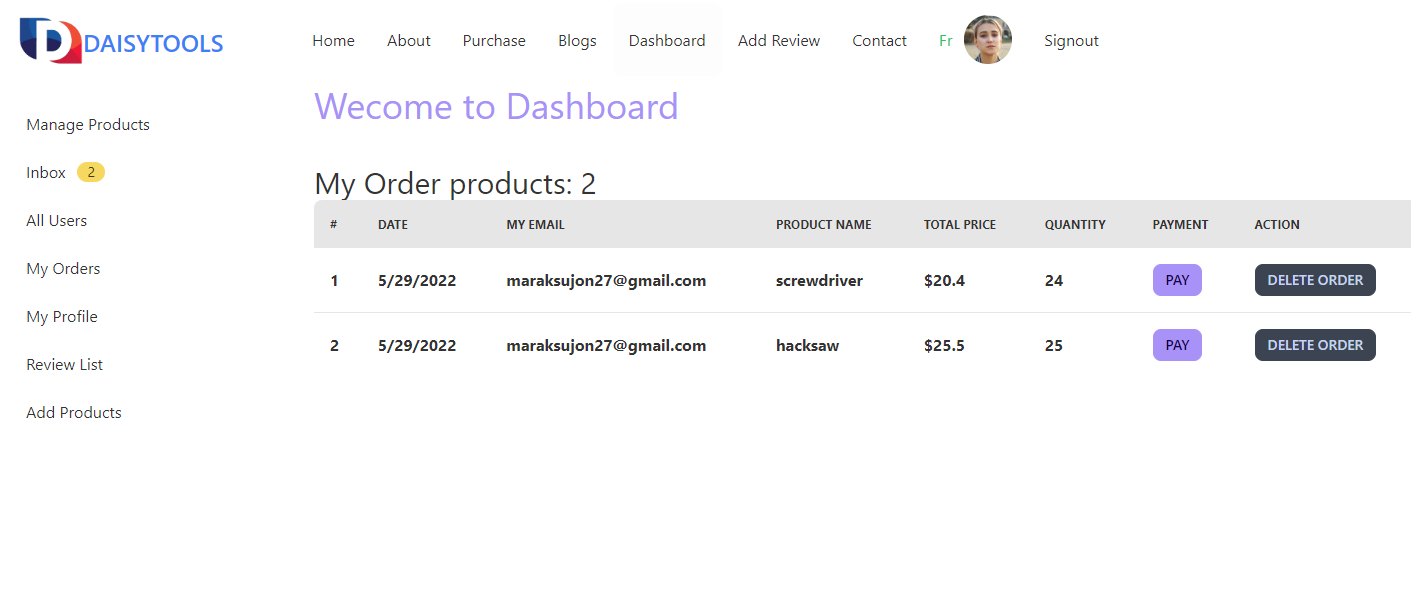 DAISYTOOLS
Home About Purchase Blogs Dashboard Add Review Contact Fr Signout
Manage Products
Inbox 2
All Users
My Orders
My Profile
Review List
Add Products
Wecome to Dashboard
My Order products: 2
# DATE MY EMAIL PRODUCT NAME TOTAL PRICE QUANTITY PAYMENT ACTION
1 5/29/2022 maraksujon27@gmail.com screwdriver $20.4 24 PAY DELETE ORDER
2 5/29/2022 maraksujon27@gmail.com hacksaw $25.5 25 PAY DELETE ORDER